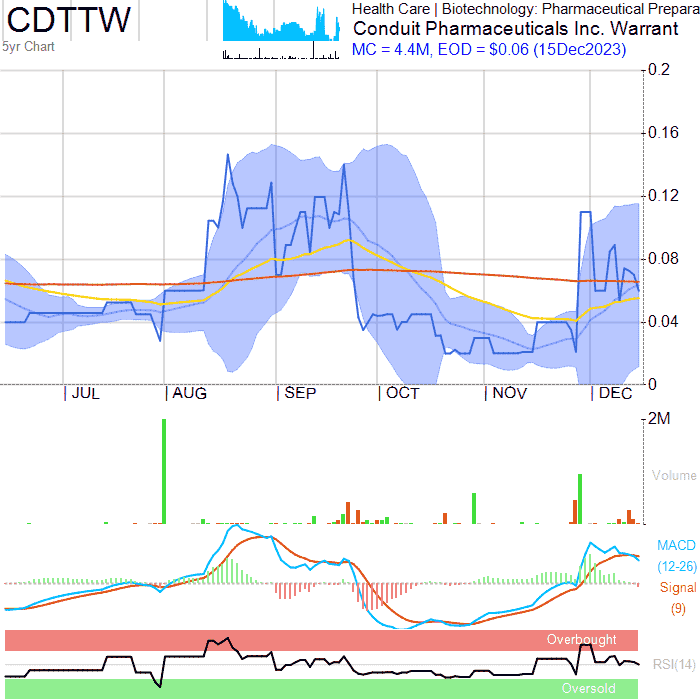 CDTTW
5yr Chart
Health Care | Biotechnology: Pharmaceutical Prepara
Conduit Pharmaceuticals Inc. Warrant
MC = 4.4M, EOD = $0.06 (15Dec2023)
0.2
0.16
0.12
0.08
0.04
0
JUL AUG SEP OCT NOV DEC
2M
Volume
MACD
(12-26)
Signal
(9)
Overbought
RSI(14)
Oversold